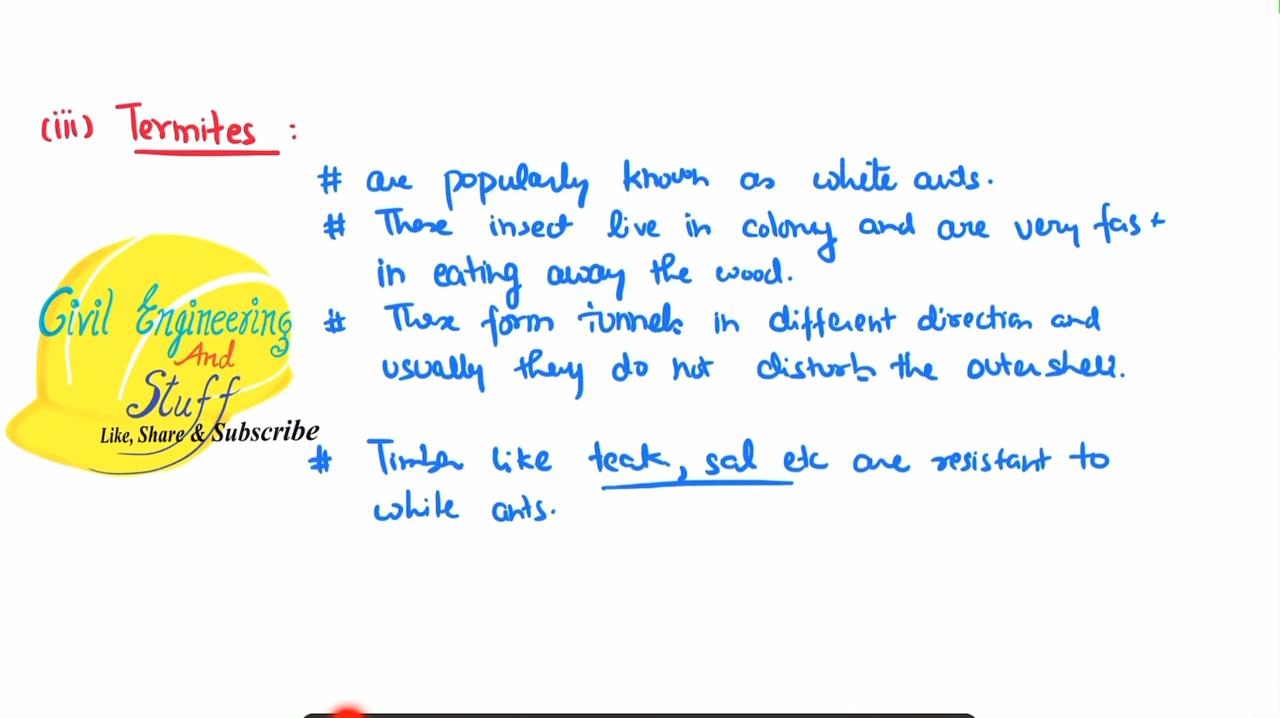 (iii) Termites :
# are popularly known as white ants.
# These insect live in colony and are very fast
in eating away the wood.
# These form tunnels in different direction and
usually they do not disturb the outer shell.
# Timber like teak, sal etc are resistant to
white ants.
Civil Engineering
And
Stuff
Like, Share & Subscribe